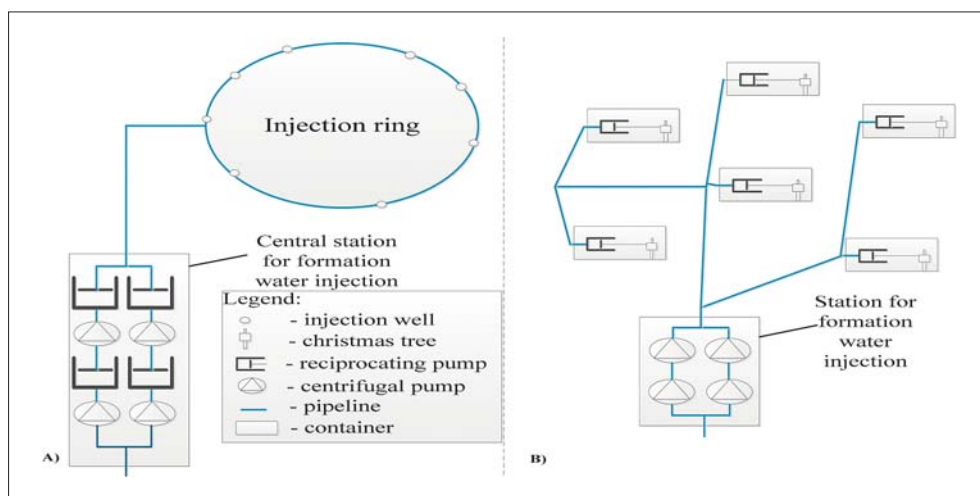 Injection ring
Central station
for formation
water injection
Legend:
- injection well
- christmas tree
- reciprocating pump
- centrifugal pump
- pipeline
- container
A)
Station for
formation
water
injection
B)